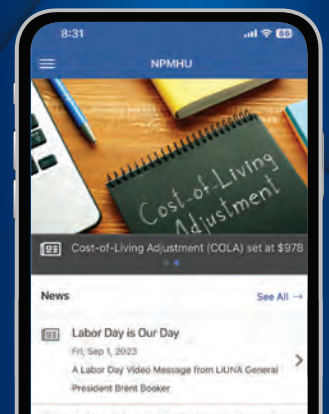 8:31
86
NPMHU
Cost-of-Living
Adjustment
Cost-of-Living Adjustment (COLA) set at $978
News
See All →
Labor Day is Our Day
Fri, Sep 1, 2023
A Labor Day Video Message from LiUNA General
President Brent Booker